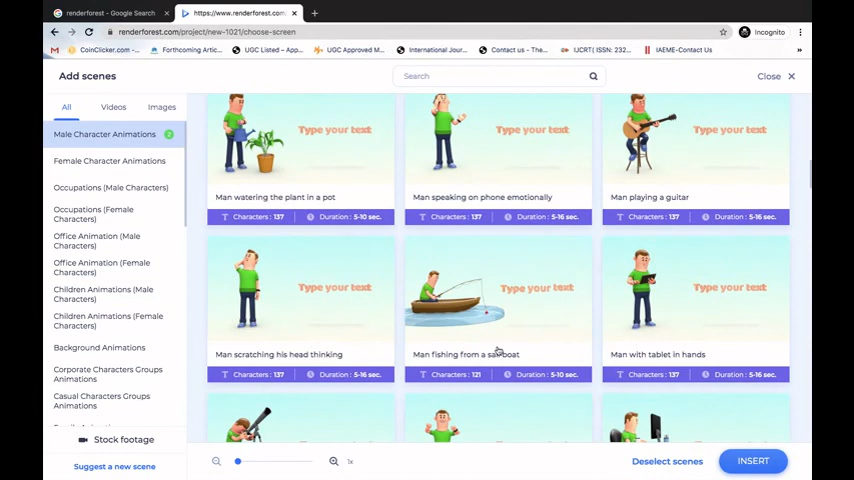 renderforest - Google Search
https://www.renderforest.com/pr
renderforest.com/project/new-1021/choose-screen
Incognito
CoinClicker.com -...
Forthcoming Artic...
UGC Listed – App...
UGC Approved M...
International Jour...
Contact us - The...
IJCRT( ISSN: 232...
IAEME-Contact Us
Add scenes
Search
Close
All
Videos
Images
Male Character Animations
2
Female Character Animations
Occupations (Male Characters)
Occupations (Female
Characters)
Office Animation (Male
Characters)
Office Animation (Female
Characters)
Children Animations (Male
Characters)
Children Animations (Female
Characters)
Background Animations
Corporate Characters Groups
Animations
Casual Characters Groups
Animations
Stock footage
Suggest a new scene
Type your text
Type your text
Type your text
Man watering the plant in a pot
Man speaking on phone emotionally
Man playing a guitar
Characters : 137
Duration : 5-10 sec.
Characters : 137
Duration : 5-16 sec.
Characters : 137
Duration : 5-16 sec.
Type your text
Type your text
Type your text
Man scratching his head thinking
Man fishing from a sailboat
Man with tablet in hands
Characters : 137
Duration : 5-16 sec.
Characters : 121
Duration : 5-10 sec.
Characters : 137
Duration : 5-16 sec.
1x
Deselect scenes
INSERT